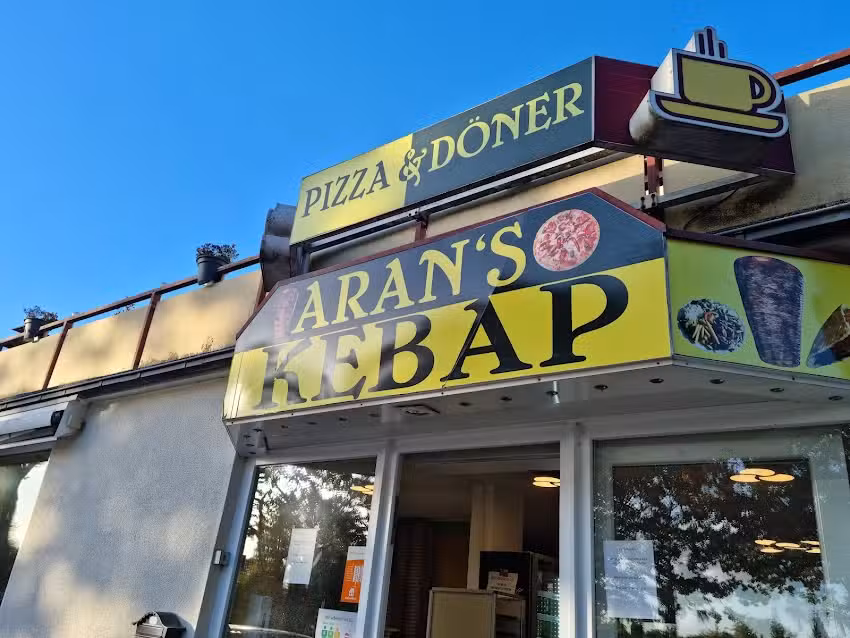 PIZZA & DÖNER
ARAN'S
KEBAP